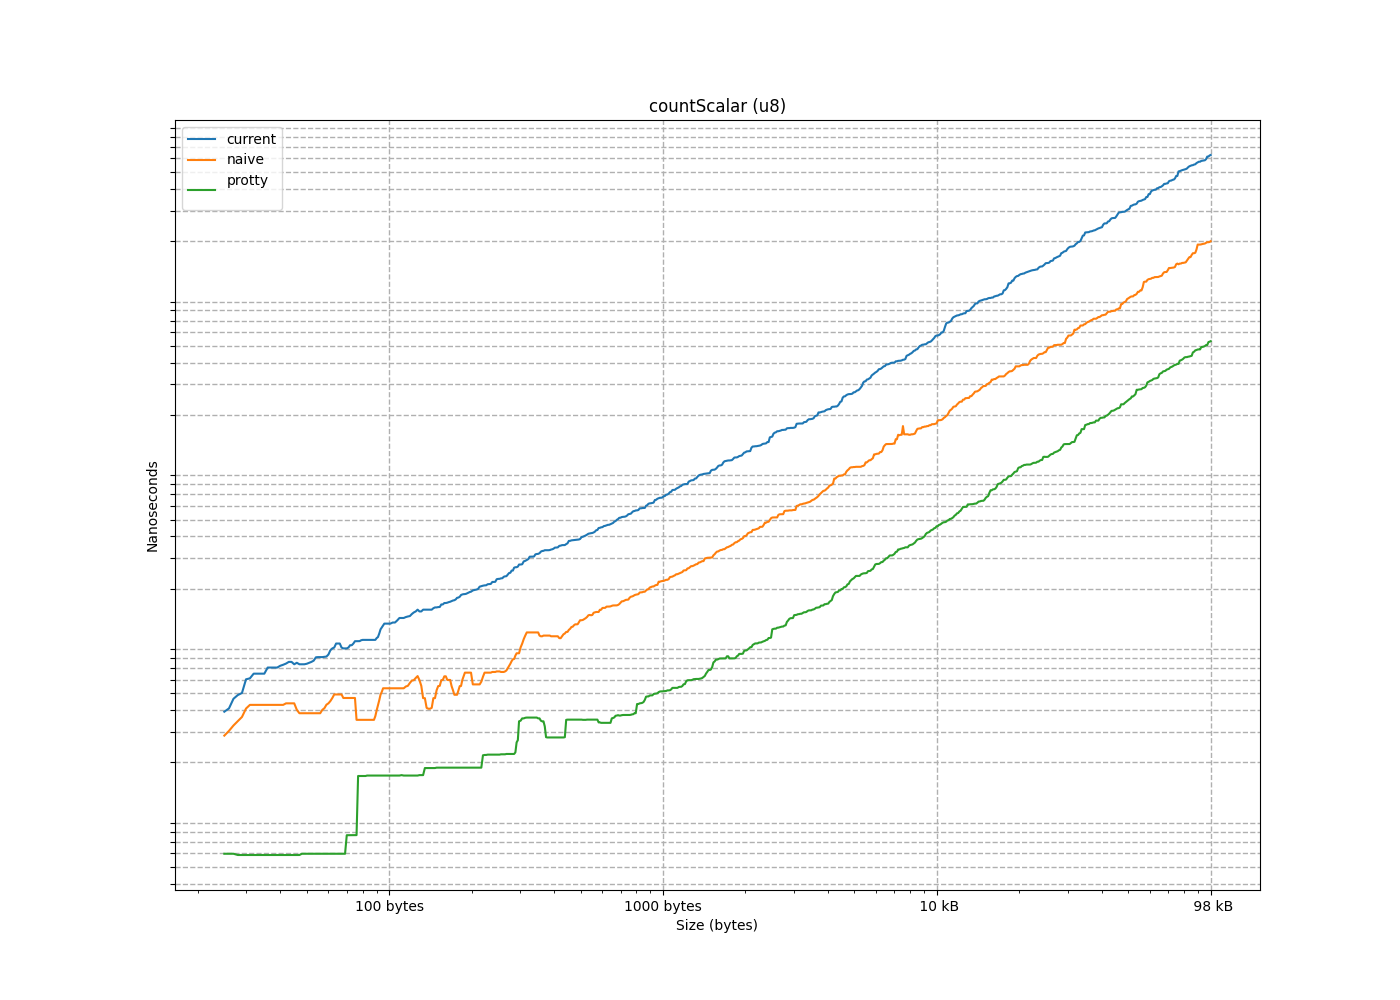 countScalar (u8)
current
naive
protty
Nanoseconds
100 bytes
1000 bytes
10 kB
98 kB
Size (bytes)